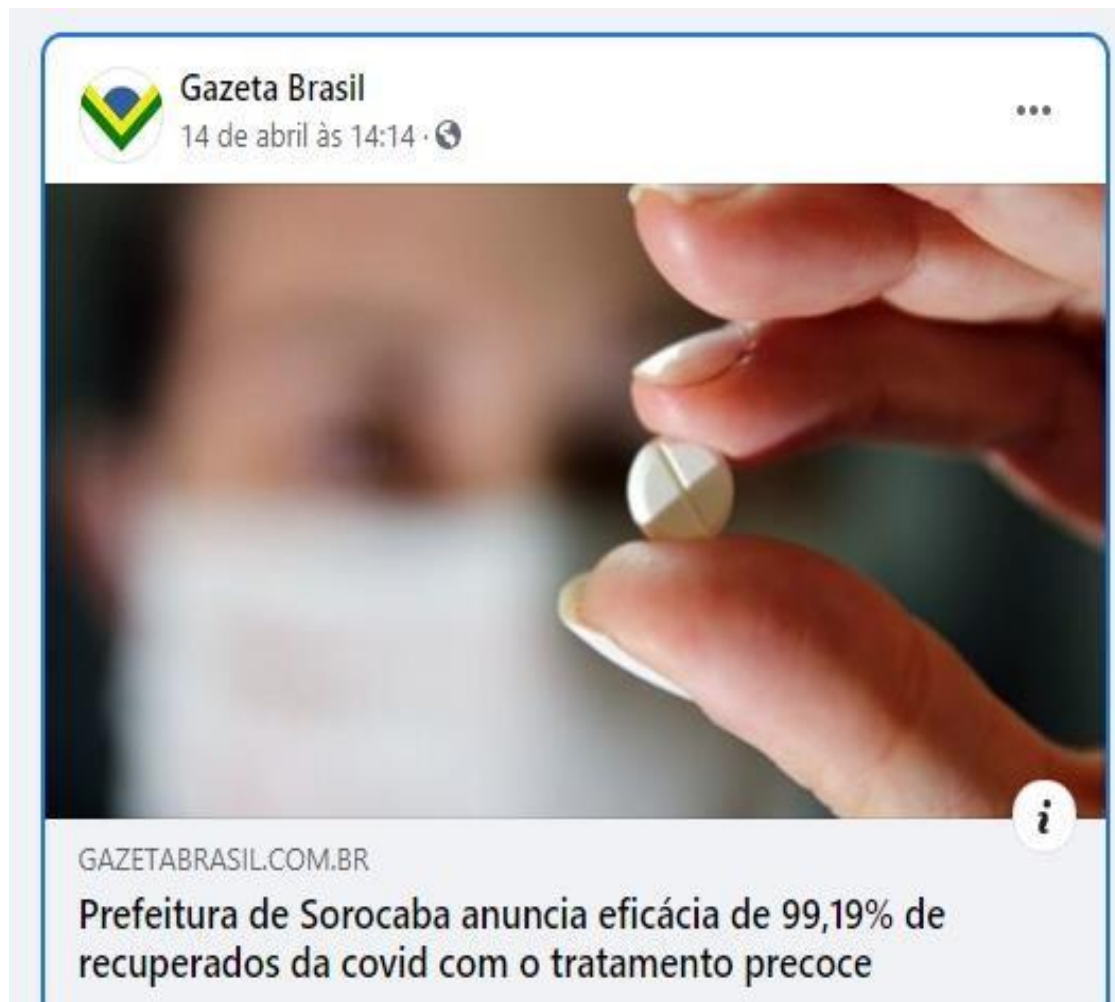 Gazeta Brasil
14 de abril às 14:14 ·
GAZETABRASIL.COM.BR
Prefeitura de Sorocaba anuncia eficácia de 99,19% de
recuperados da covid com o tratamento precoce